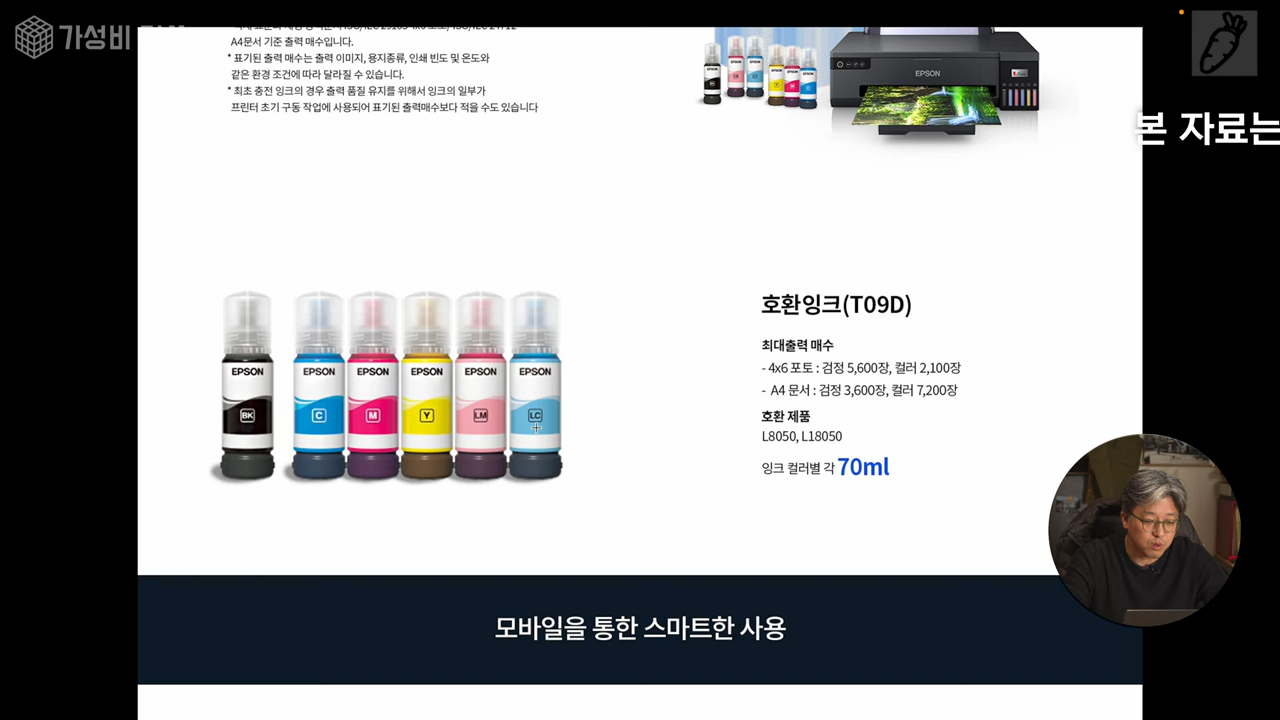 가성비
A4문서 기준 출력 매수입니다.
* 표기된 출력 매수는 출력 이미지, 용지종류, 인쇄 빈도 및 온도와
같은 환경 조건에 따라 달라질 수 있습니다.
* 최초 충전 잉크의 경우 출력 품질 유지를 위해서 잉크의 일부가
프린터 초기 구동 작업에 사용되어 표기된 출력매수보다 적을 수도 있습니다
EPSON
본 자료는
호환잉크(T09D)
최대출력 매수
- 4x6 포토 : 검정 5,600장, 컬러 2,100장
- A4 문서 : 검정 3,600장, 컬러 7,200장
호환 제품
L8050, L18050
잉크 컬러별 각 70ml
EPSON EPSON EPSON EPSON EPSON EPSON
BK C M Y LM LC
모바일을 통한 스마트한 사용